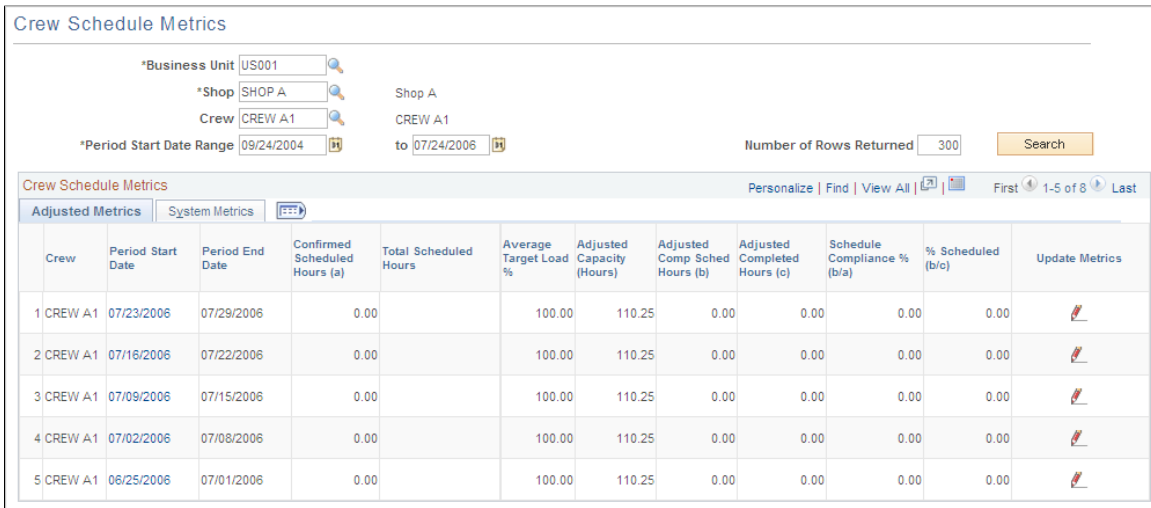 Crew Schedule Metrics
*Business Unit US001
*Shop SHOP A Shop A
Crew CREW A1 CREW A1
*Period Start Date Range 09/24/2004 to 07/24/2006 Number of Rows Returned 300 Search
Crew Schedule Metrics Personalize | Find | View All | | First 1-5 of 8 Last
Adjusted Metrics System Metrics
Crew Period Start Date Period End Date Confirmed Scheduled Hours (a) Total Scheduled Hours Average Target Load % Adjusted Capacity (Hours) Adjusted Comp Sched Hours (b) Adjusted Completed Hours (c) Schedule Compliance % (b/a) % Scheduled (b/c) Update Metrics
1 CREW A1 07/23/2006 07/29/2006 0.00 100.00 110.25 0.00 0.00 0.00 0.00
2 CREW A1 07/16/2006 07/22/2006 0.00 100.00 110.25 0.00 0.00 0.00 0.00
3 CREW A1 07/09/2006 07/15/2006 0.00 100.00 110.25 0.00 0.00 0.00 0.00
4 CREW A1 07/02/2006 07/08/2006 0.00 100.00 110.25 0.00 0.00 0.00 0.00
5 CREW A1 06/25/2006 07/01/2006 0.00 100.00 110.25 0.00 0.00 0.00 0.00